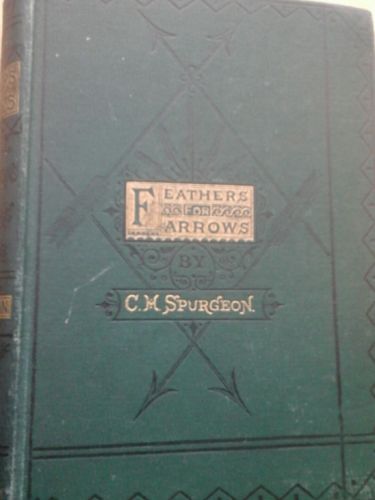 FEATHERS
FOR
ARROWS
BY
C. H. SPURGEON.